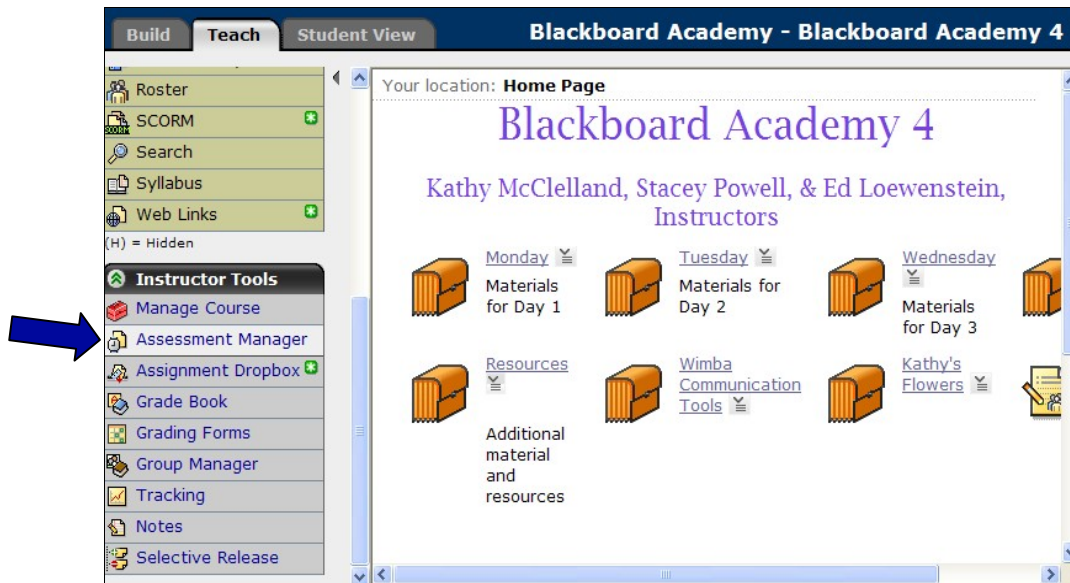 Build Teach Student View Blackboard Academy - Blackboard Academy 4
Roster
SCORM
Search
Syllabus
Web Links
(H) = Hidden
Instructor Tools
Manage Course
Assessment Manager
Assignment Dropbox
Grade Book
Grading Forms
Group Manager
Tracking
Notes
Selective Release
Your location: Home Page
Blackboard Academy 4
Kathy McClelland, Stacey Powell, & Ed Loewenstein,
Instructors
Monday
Materials
for Day 1
Tuesday
Materials for
Day 2
Wednesday
Materials
for Day 3
Resources
Additional
material
and
resources
Wimba
Communication
Tools
Kathy's
Flowers